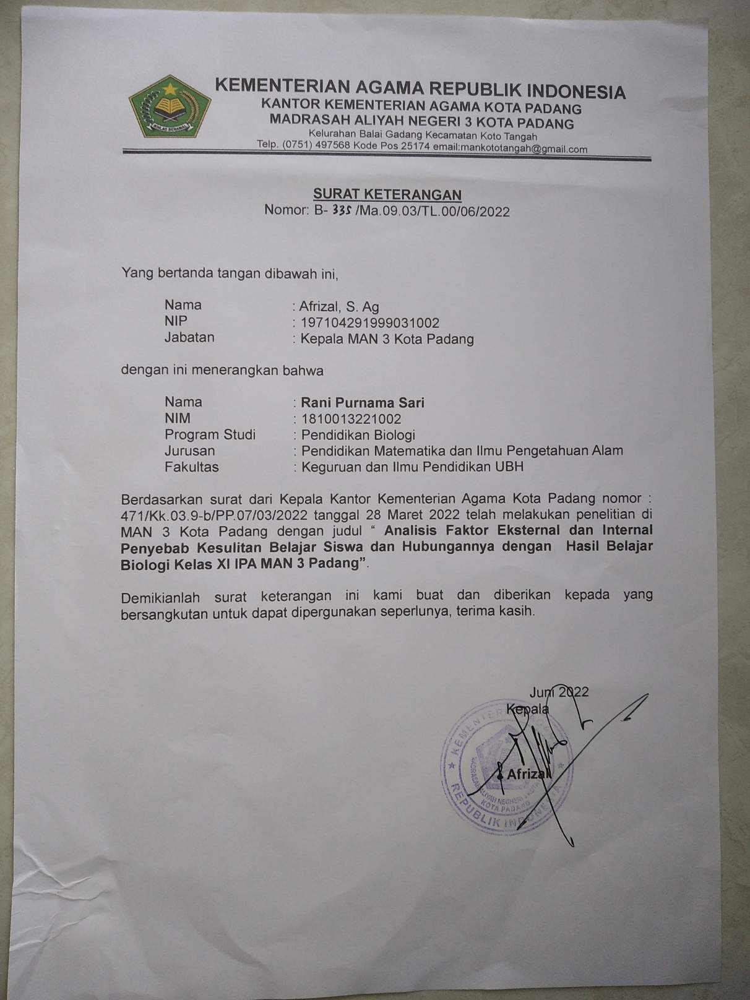 KEMENTERIAN AGAMA REPUBLIK INDONESIA
KANTOR KEMENTERIAN AGAMA KOTA PADANG
MADRASAH ALIYAH NEGERI 3 KOTA PADANG
Kelurahan Balai Gadang Kecamatan Koto Tangah
Telp. (0751) 497568 Kode Pos 25174 email:mankototangah@gmail.com
IKHLAS BERAMAL
SURAT KETERANGAN
Nomor: B- 335 /Ma.09.03/TL.00/06/2022
Yang bertanda tangan dibawah ini,
Nama : Afrizal, S. Ag
NIP : 197104291999031002
Jabatan : Kepala MAN 3 Kota Padang
dengan ini menerangkan bahwa
Nama : Rani Purnama Sari
NIM : 1810013221002
Program Studi : Pendidikan Biologi
Jurusan : Pendidikan Matematika dan Ilmu Pengetahuan Alam
Fakultas : Keguruan dan Ilmu Pendidikan UBH
Berdasarkan surat dari Kepala Kantor Kementerian Agama Kota Padang nomor :
471/Kk.03.9-b/PP.07/03/2022 tanggal 28 Maret 2022 telah melakukan penelitian di
MAN 3 Kota Padang dengan judul “ Analisis Faktor Eksternal dan Internal
Penyebab Kesulitan Belajar Siswa dan Hubungannya dengan Hasil Belajar
Biologi Kelas XI IPA MAN 3 Padang”.
Demikianlah surat keterangan ini kami buat dan diberikan kepada yang
bersangkutan untuk dapat dipergunakan seperlunya, terima kasih.
Juni 2022
Kepala
Afrizal
KEMENTERIAN AGAMA
REPUBLIK INDONESIA
KOTA PADANG